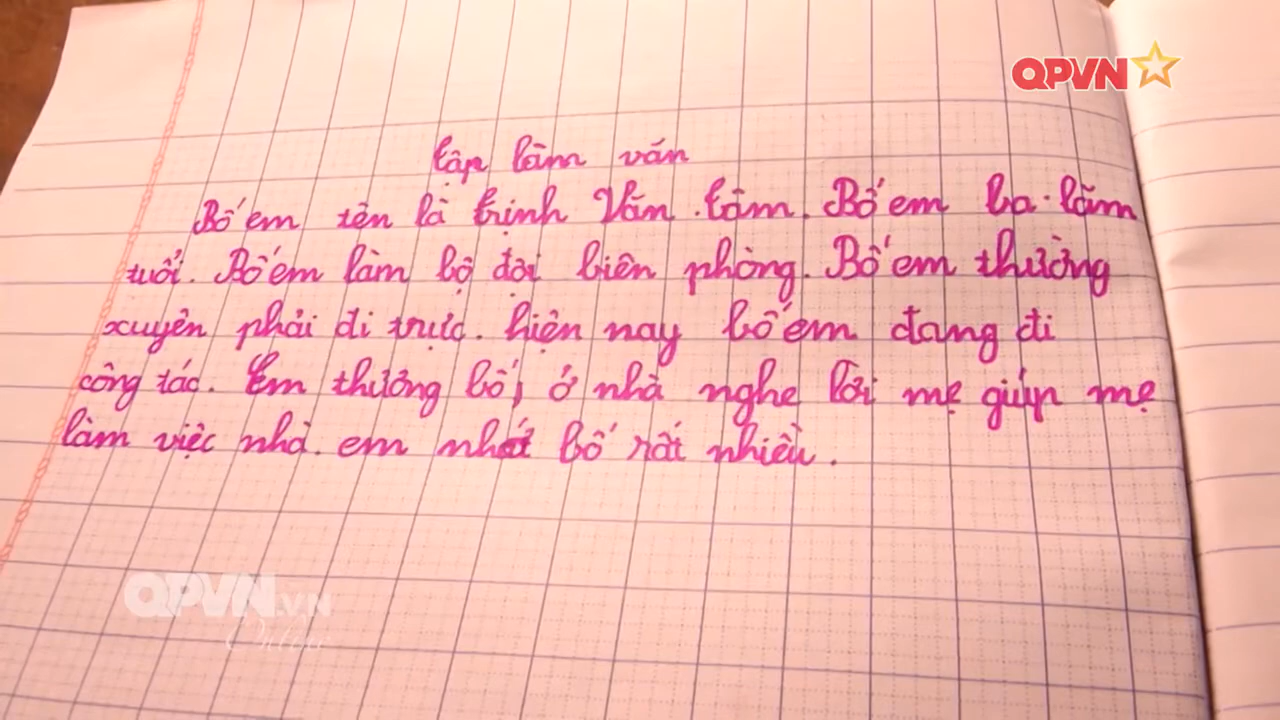 QPVN
tập làm văn
Bố em tên là trịnh Văn tâm. Bố em ba lăm
tuổi. Bố em làm bộ đội biên phòng. Bố em thường
xuyên phải đi trực. hiện nay bố em đang đi
công tác. Em thương bố, ở nhà nghe lời mẹ giúp mẹ
làm việc nhà. em nhớ bố rất nhiều.
QPVN.VN
Online